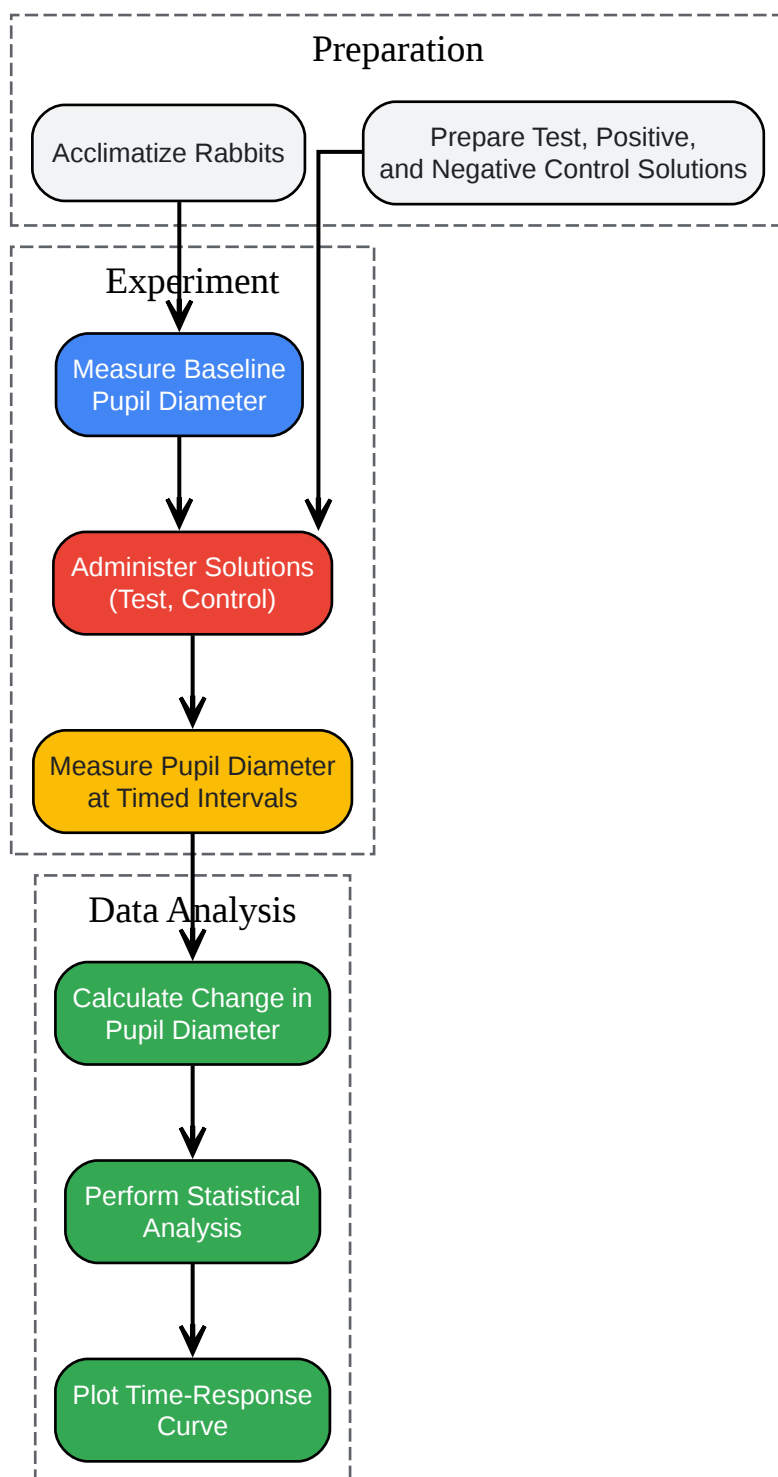 Preparation
Acclimatize Rabbits
Prepare Test, Positive,
and Negative Control Solutions
Experiment
Measure Baseline
Pupil Diameter
Administer Solutions
(Test, Control)
Measure Pupil Diameter
at Timed Intervals
Data Analysis
Calculate Change in
Pupil Diameter
Perform Statistical
Analysis
Plot Time-Response
Curve